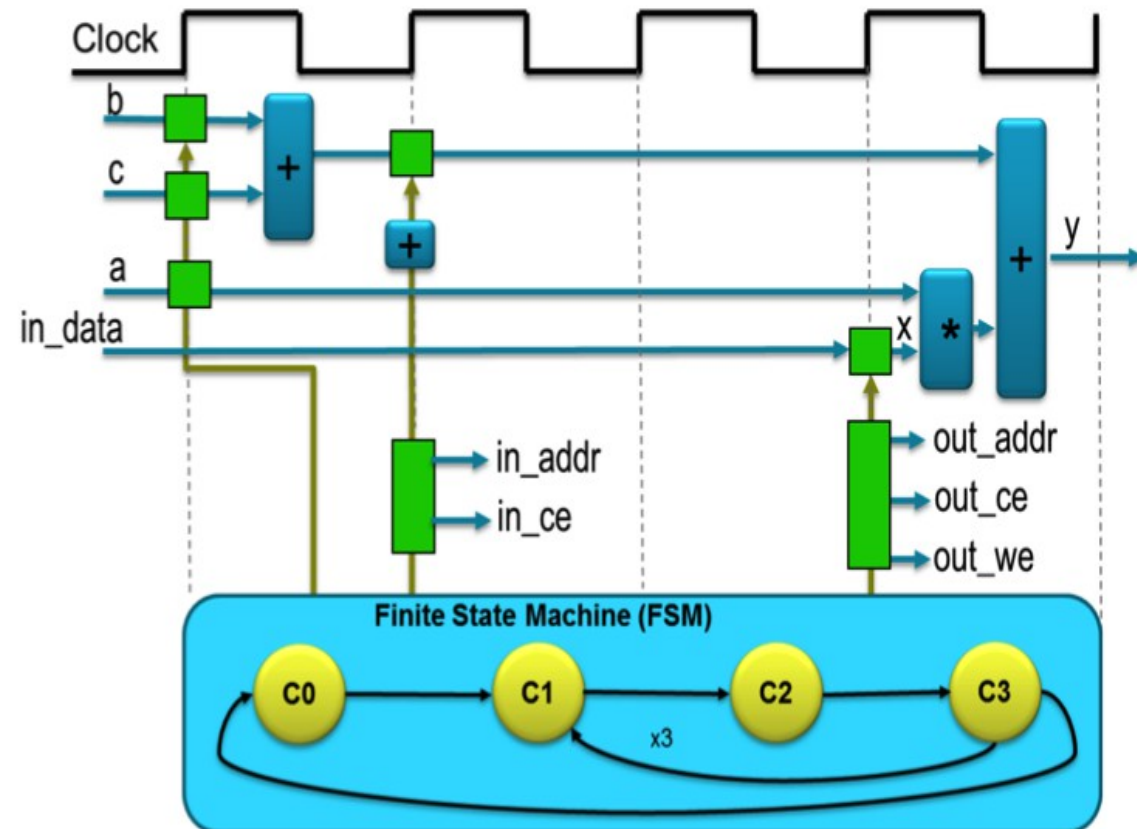 Clock
b
+
+
c
+
y
a
in_data
x
*
in_addr
out_addr
in_ce
out_ce
out_we
Finite State Machine (FSM)
C0
C1
C2
C3
x3